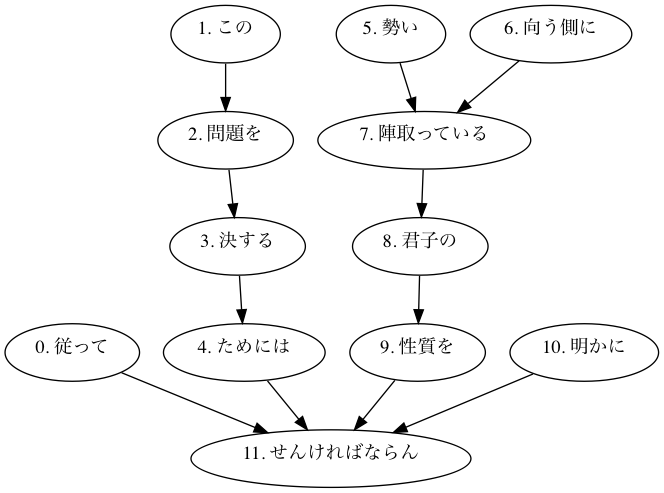 1. この
5. 勢い
6. 向う側に
2. 問題を
7. 陣取っている
3. 決する
8. 君子の
0. 従って
4. ためには
9. 性質を
10. 明かに
11. せんければならん